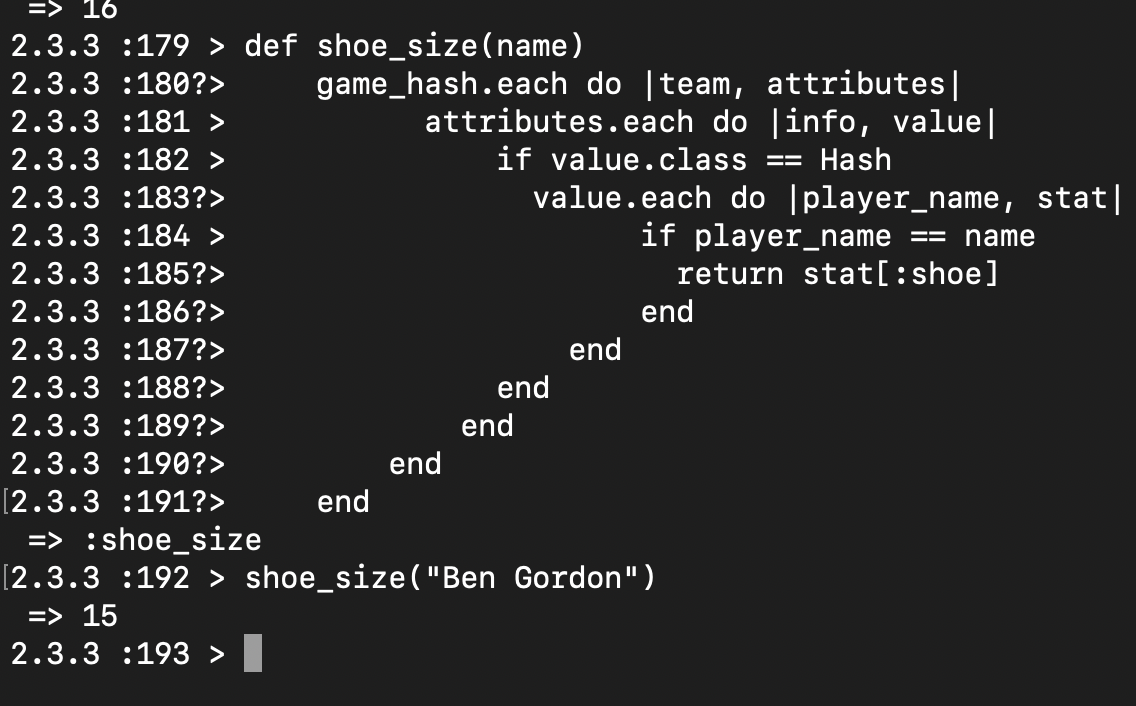 => 16
2.3.3 :179 > def shoe_size(name)
2.3.3 :180?>     game_hash.each do |team, attributes|
2.3.3 :181 >           attributes.each do |info, value|
2.3.3 :182 >               if value.class == Hash
2.3.3 :183?>                 value.each do |player_name, stat|
2.3.3 :184 >                       if player_name == name
2.3.3 :185?>                         return stat[:shoe]
2.3.3 :186?>                       end
2.3.3 :187?>                   end
2.3.3 :188?>               end
2.3.3 :189?>             end
2.3.3 :190?>         end
[2.3.3 :191?>     end
 => :shoe_size
[2.3.3 :192 > shoe_size("Ben Gordon")
 => 15
2.3.3 :193 >